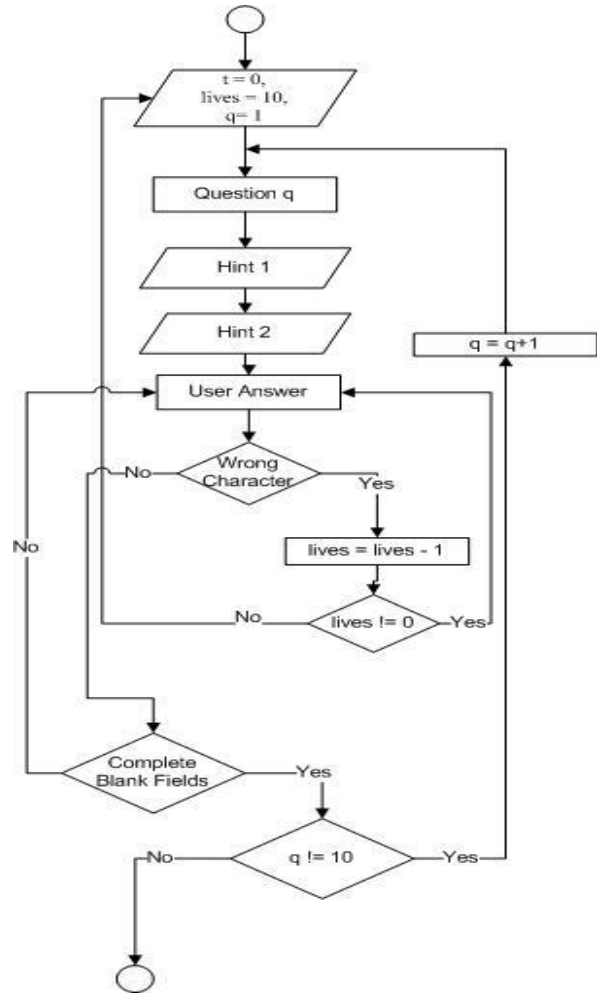 t = 0,
lives = 10,
q= 1
Question q
Hint 1
Hint 2
q = q+1
User Answer
Wrong
Character
No
Yes
No
lives = lives - 1
lives != 0
No
Yes
Complete
Blank Fields
Yes
q != 10
No
Yes